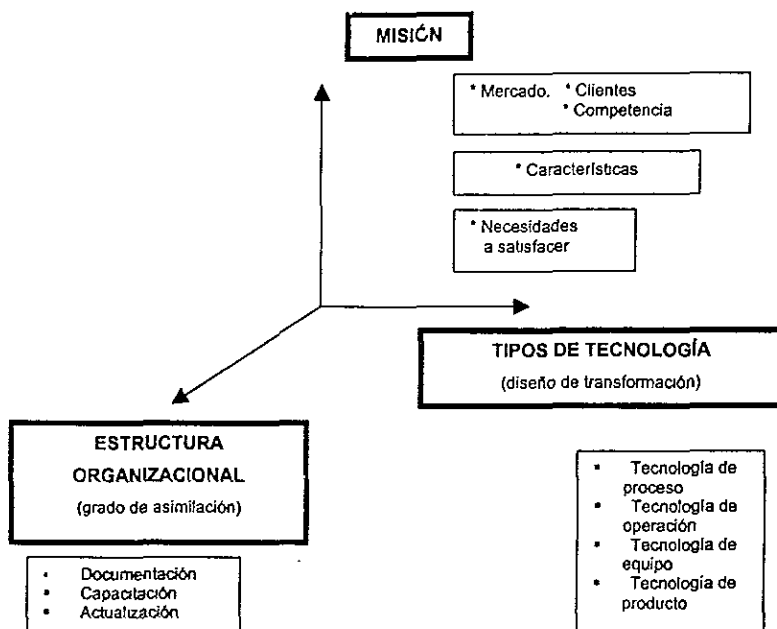 MISIÓN
* Mercado. * Clientes
* Competencia
* Características
* Necesidades
a satisfacer
TIPOS DE TECNOLOGÍA
(diseño de transformación)
ESTRUCTURA
ORGANIZACIONAL
(grado de asimilación)
▪ Tecnología de
proceso
▪ Tecnología de
operación
▪ Tecnología de
equipo
▪ Tecnología de
producto
▪ Documentación
▪ Capacitación
▪ Actualización